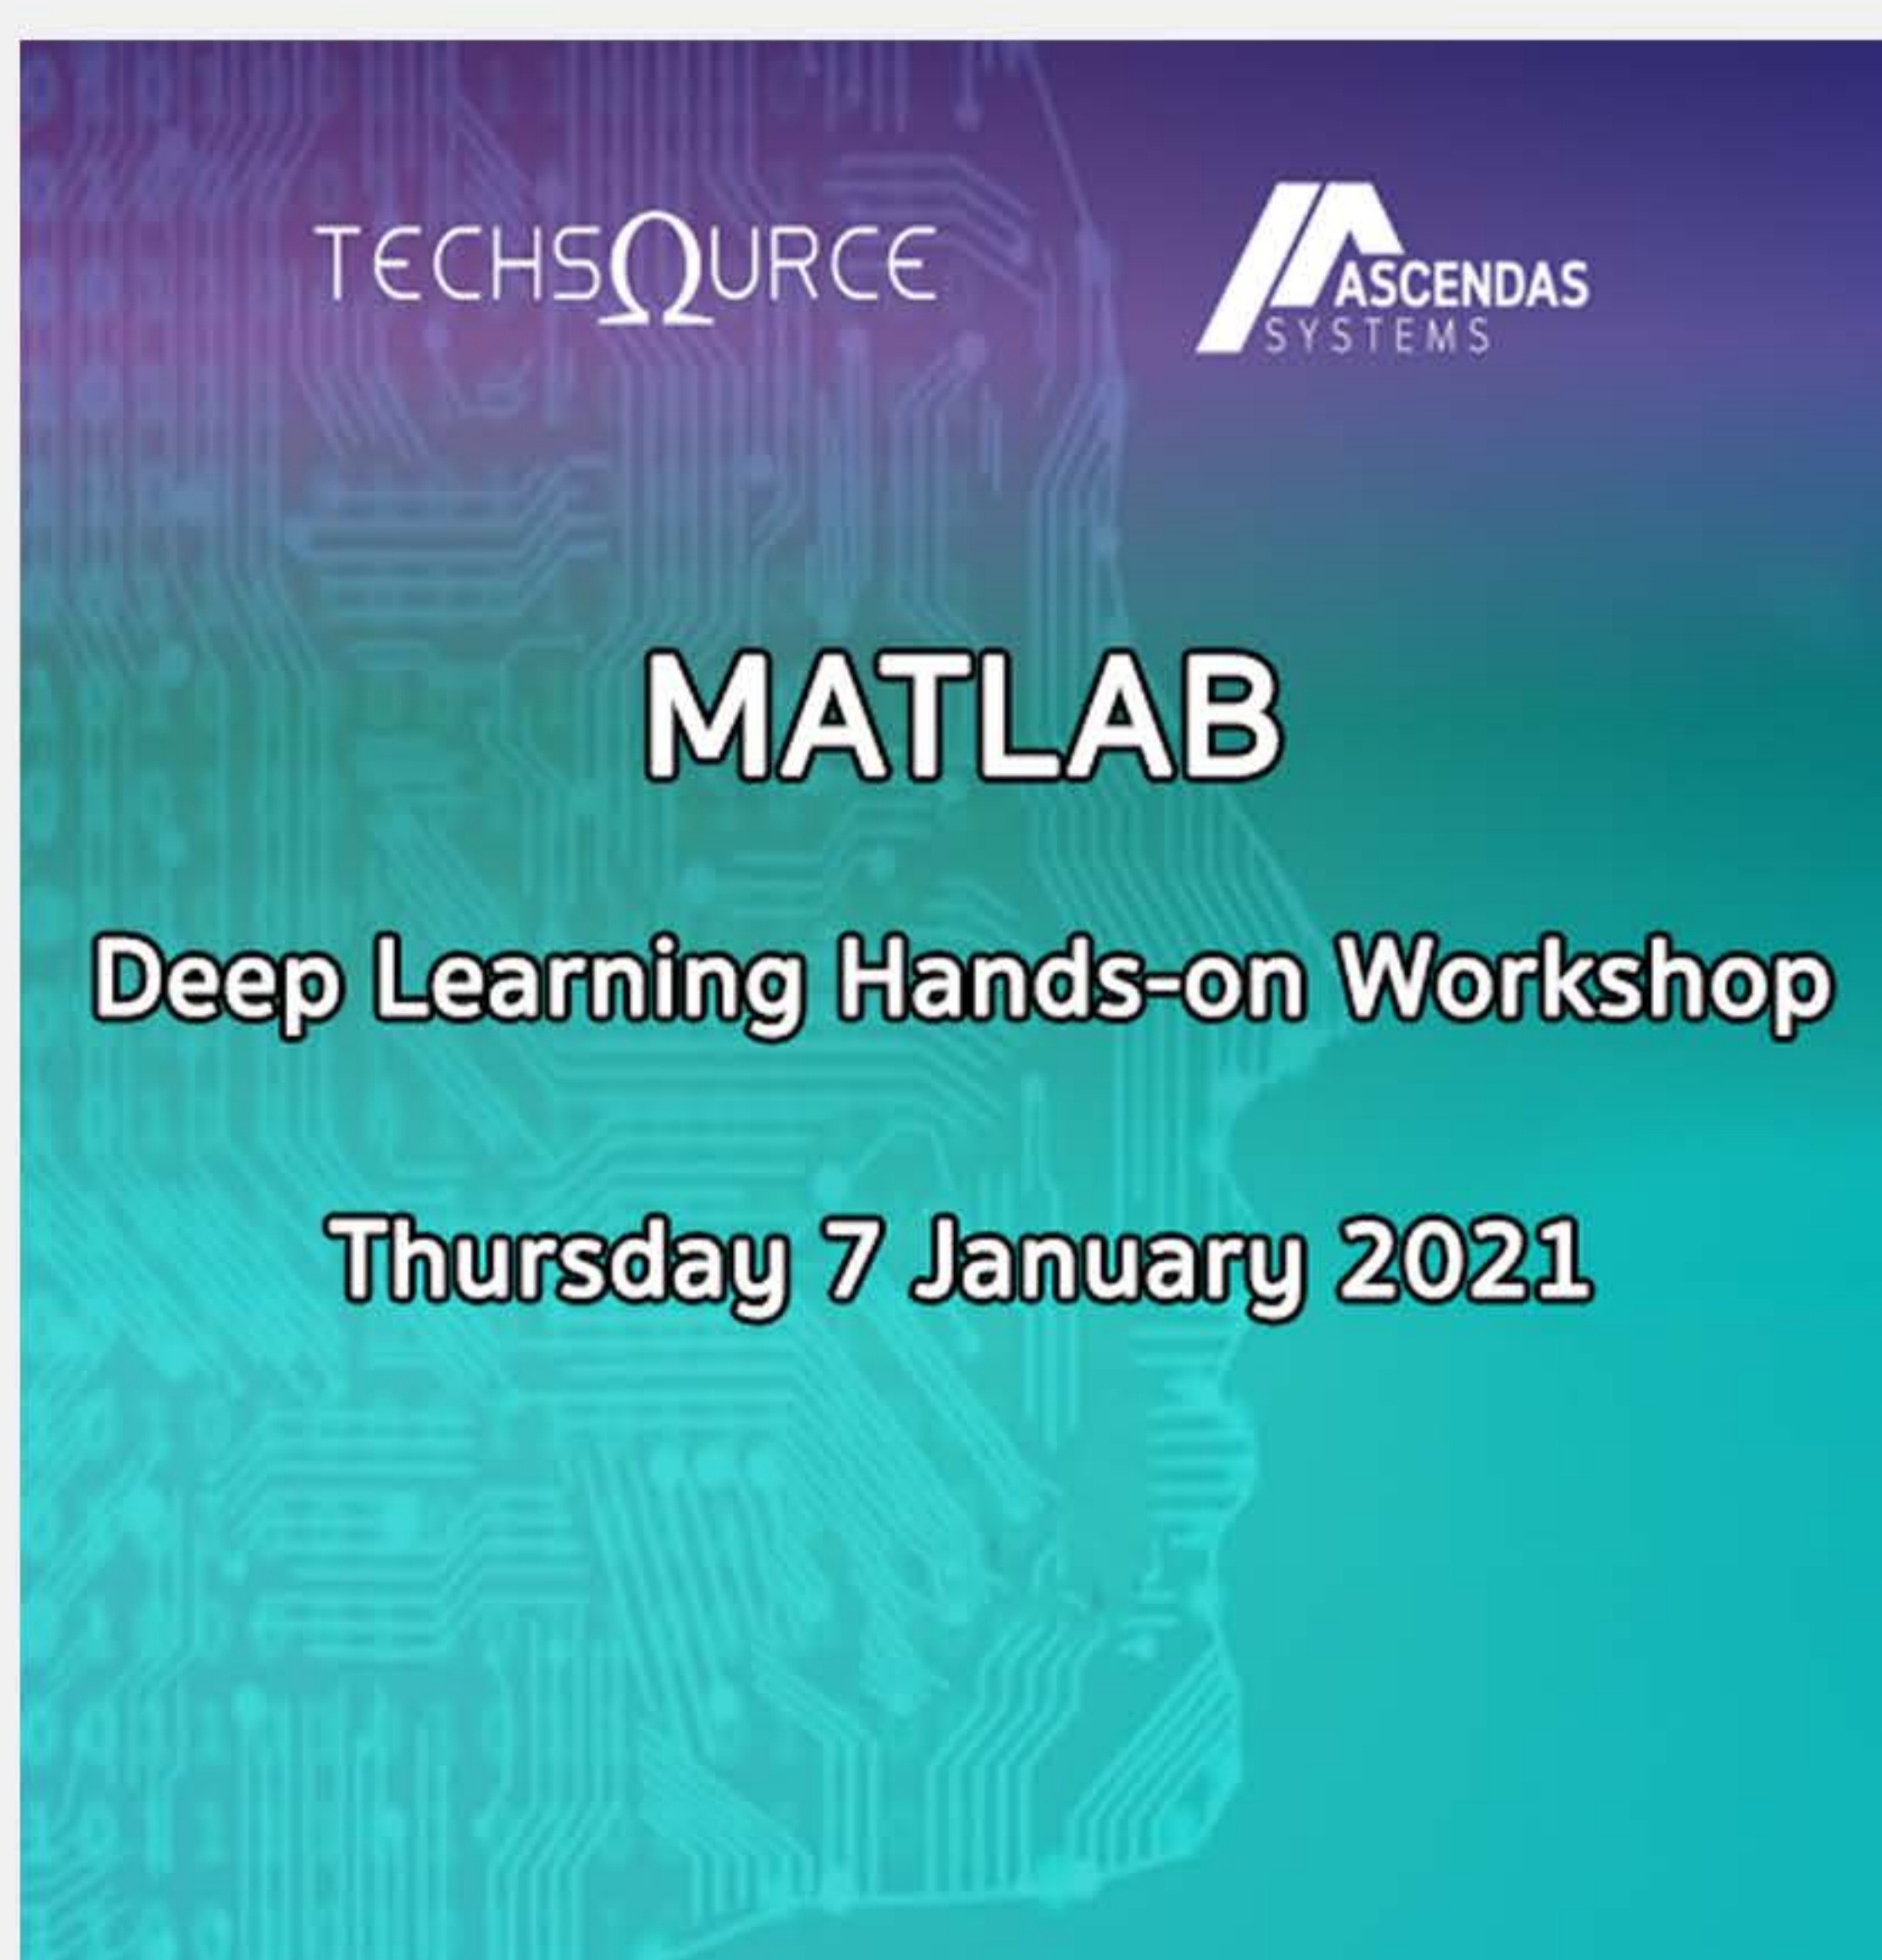 TECHSΩURCE
ASCENDAS
SYSTEMS
MATLAB
Deep Learning Hands-on Workshop
Thursday 7 January 2021